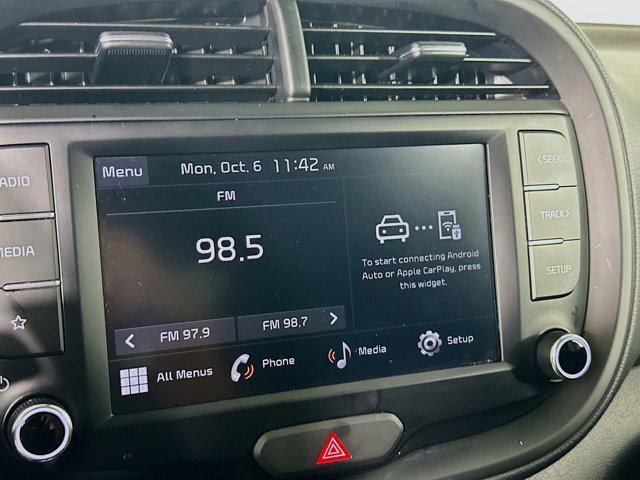 Menu Mon, Oct. 6 11:42 AM
FM
98.5
< FM 97.9 FM 98.7 >
To start connecting Android
Auto or Apple CarPlay, press
this widget.
All Menus Phone Media Setup
RADIO
MEDIA
<SEEK
TRACK>
SETUP